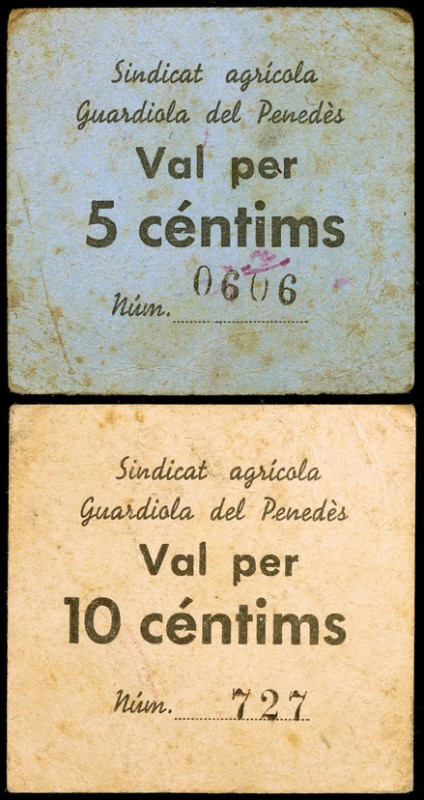 Sindicat agrícola
Guardiola del Penedès
Val per
5 céntims
Núm. 0606
Sindicat agrícola
Guardiola del Penedès
Val per
10 céntims
Núm. 727